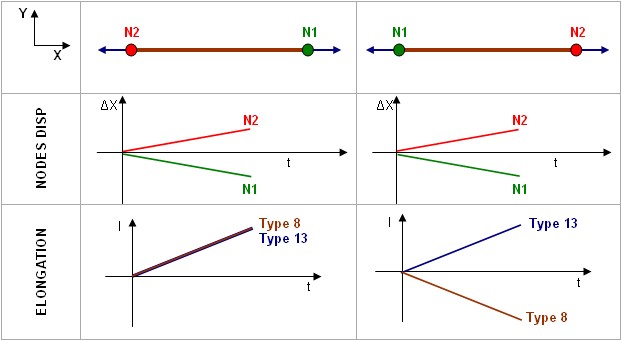 Y
X
N2
N1
N1
N2
NODES DISP
ΔX
N2
t
N1
ΔX
N2
t
N1
ELONGATION
l
Type 8
Type 13
t
l
Type 13
t
Type 8